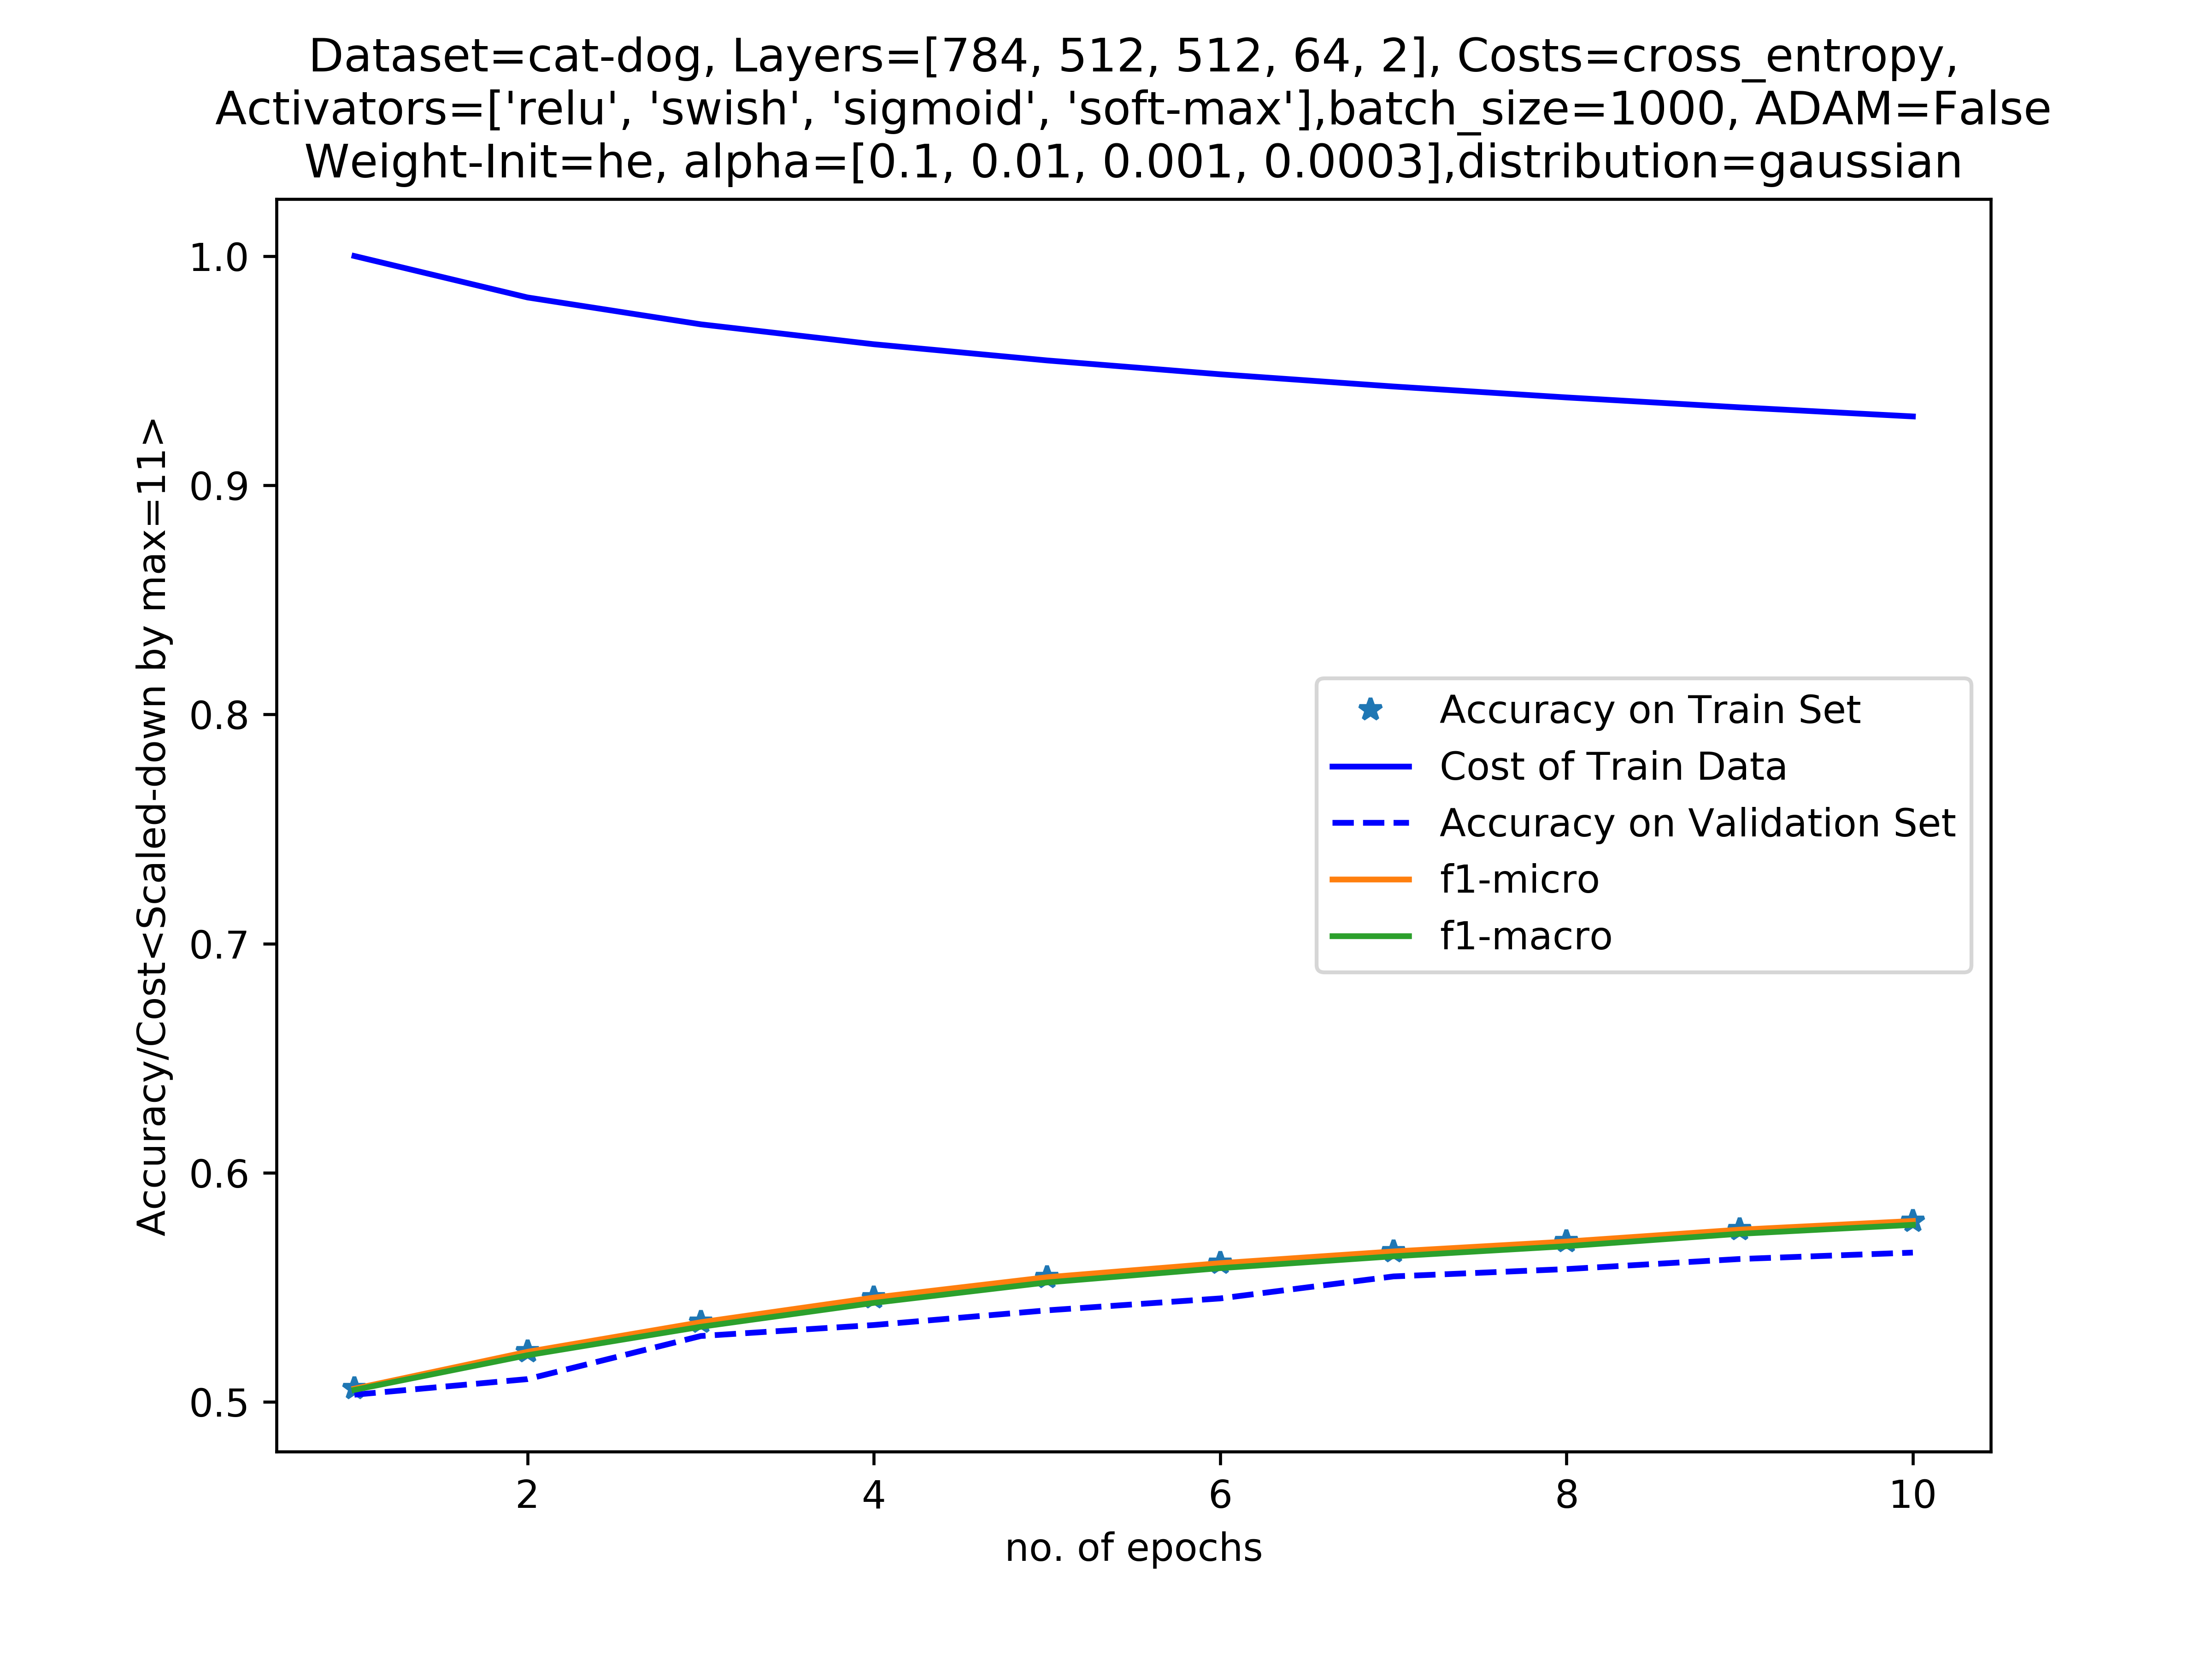 Dataset=cat-dog, Layers=[784, 512, 512, 64, 2], Costs=cross_entropy,
Activators=['relu', 'swish', 'sigmoid', 'soft-max'],batch_size=1000, ADAM=False
Weight-Init=he, alpha=[0.1, 0.01, 0.001, 0.0003],distribution=gaussian
Accuracy/Cost<Scaled-down by max=11>
1.0
0.9
0.8
0.7
0.6
0.5
Accuracy on Train Set
Cost of Train Data
Accuracy on Validation Set
f1-micro
f1-macro
2 4 6 8 10
no. of epochs